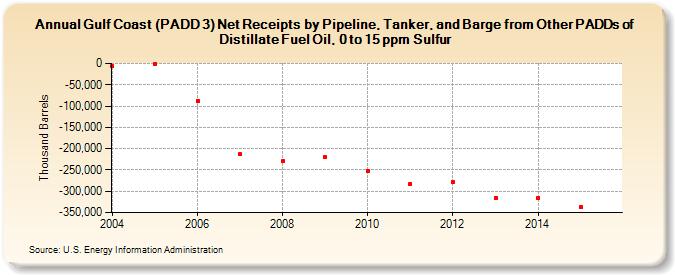 Annual Gulf Coast (PADD 3) Net Receipts by Pipeline, Tanker, and Barge from Other PADDs of
Distillate Fuel Oil, 0 to 15 ppm Sulfur
Thousand Barrels
0
-50,000
-100,000
-150,000
-200,000
-250,000
-300,000
-350,000
2004 2006 2008 2010 2012 2014
Source: U.S. Energy Information Administration